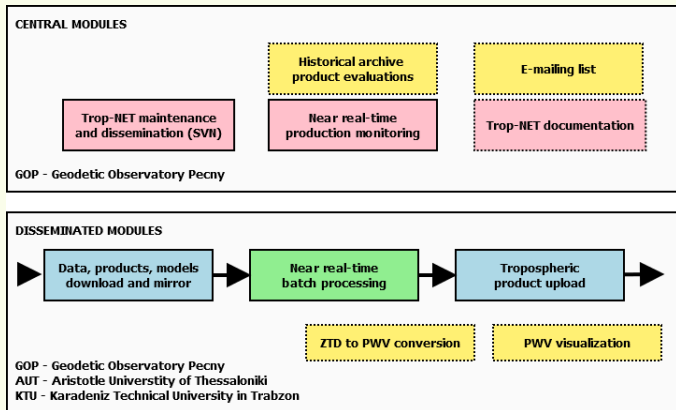 CENTRAL MODULES
Historical archive
product evaluations
E-mailing list
Trop-NET maintenance
and dissemination (SVN)
Near real-time
production monitoring
Trop-NET documentation
GOP - Geodetic Observatory Pecny
DISSEMINATED MODULES
Data, products, models
download and mirror
Near real-time
batch processing
Tropospheric
product upload
ZTD to PWV conversion
PWV visualization
GOP - Geodetic Observatory Pecny
AUT - Aristotle Universtity of Thessaloniki
KTU - Karadeniz Technical University in Trabzon